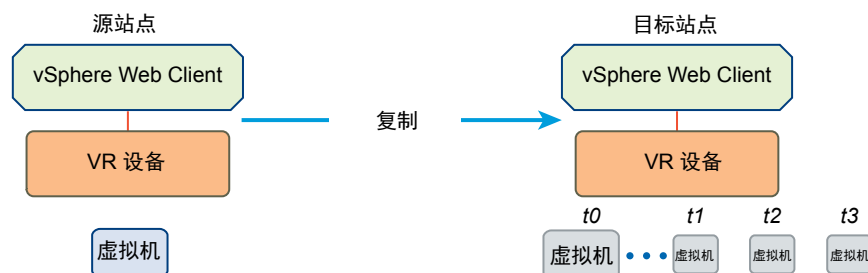 源站点
目标站点
vSphere Web Client
vSphere Web Client
复制
VR 设备
VR 设备
t0
t1
t2
t3
虚拟机
虚拟机
虚拟机
虚拟机
虚拟机